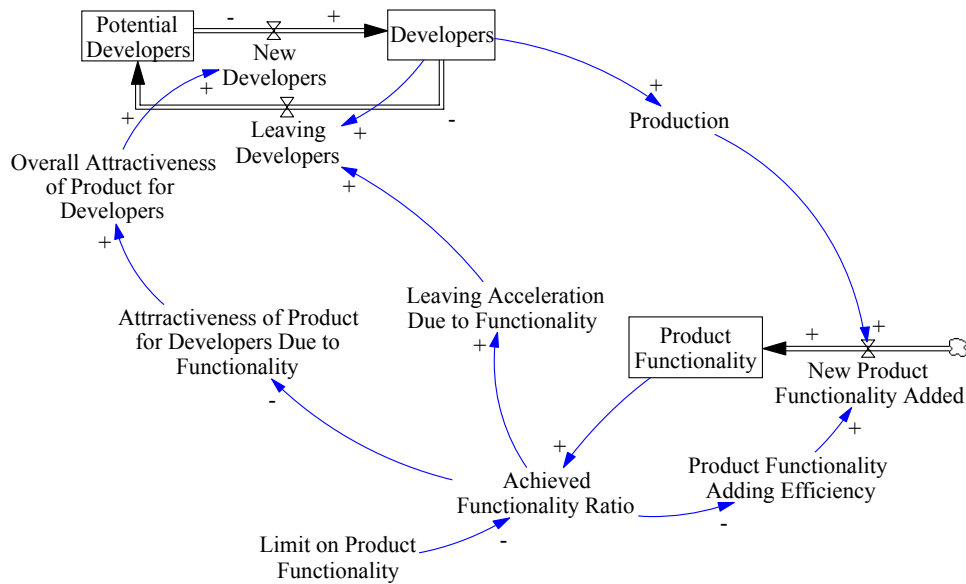 Potential
Developers
-
+
New
Developers
Developers
+
+
-
+
Leaving
Developers
+
+
Production
Overall Attractiveness
of Product for
Developers
+
+
Attrractiveness of Product
for Developers Due to
Functionality
-
Leaving Acceleration
Due to Functionality
+
Product
Functionality
+
+
New Product
Functionality Added
+
+
Achieved
Functionality Ratio
Product Functionality
Adding Efficiency
-
-
Limit on Product
Functionality